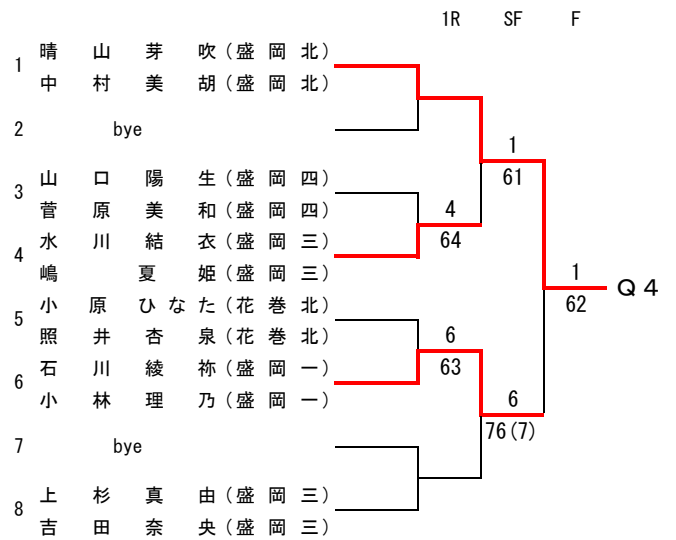 1R SF F
1 晴山芽吹(盛岡北)
中村美胡(盛岡北)
2 bye
1
61
3 山口陽生(盛岡四)
菅原美和(盛岡四)
4
64
4 水川結衣(盛岡三)
嶋夏姫(盛岡三)
1
62
Q4
5 小原ひなた(花巻北)
照井杏泉(花巻北)
6
63
6 石川綾祢(盛岡一)
小林理乃(盛岡一)
6
76(7)
7 bye
8 上杉真由(盛岡三)
吉田奈央(盛岡三)